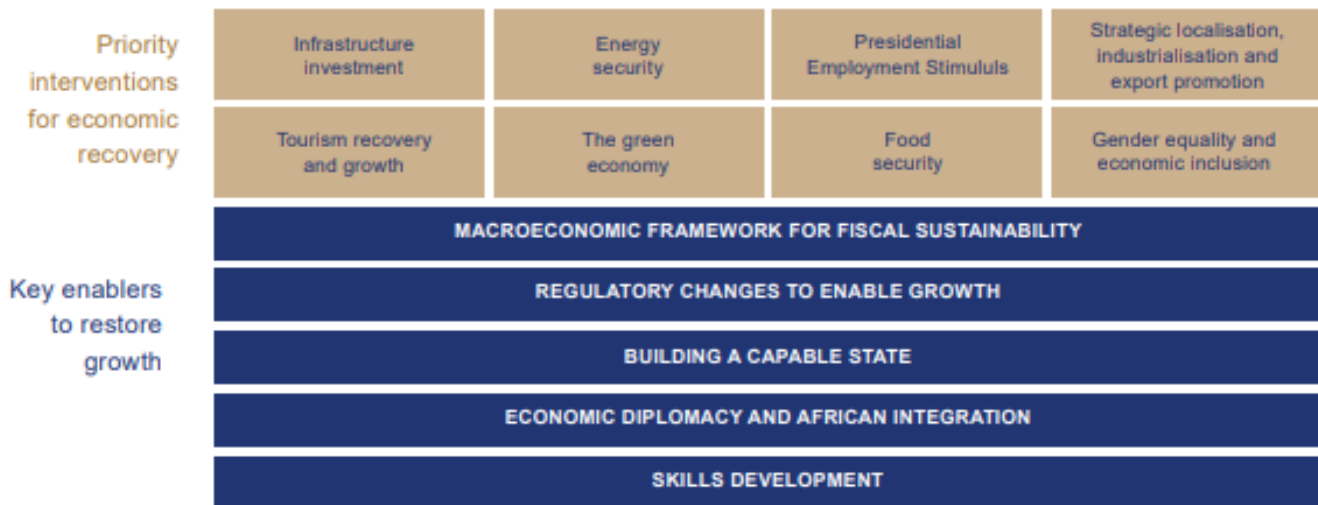 Priority
interventions
for economic
recovery
Infrastructure
investment
Energy
security
Presidential
Employment Stimululs
Strategic localisation,
industrialisation and
export promotion
Tourism recovery
and growth
The green
economy
Food
security
Gender equality and
economic inclusion
Key enablers
to restore
growth
MACROECONOMIC FRAMEWORK FOR FISCAL SUSTAINABILITY
REGULATORY CHANGES TO ENABLE GROWTH
BUILDING A CAPABLE STATE
ECONOMIC DIPLOMACY AND AFRICAN INTEGRATION
SKILLS DEVELOPMENT